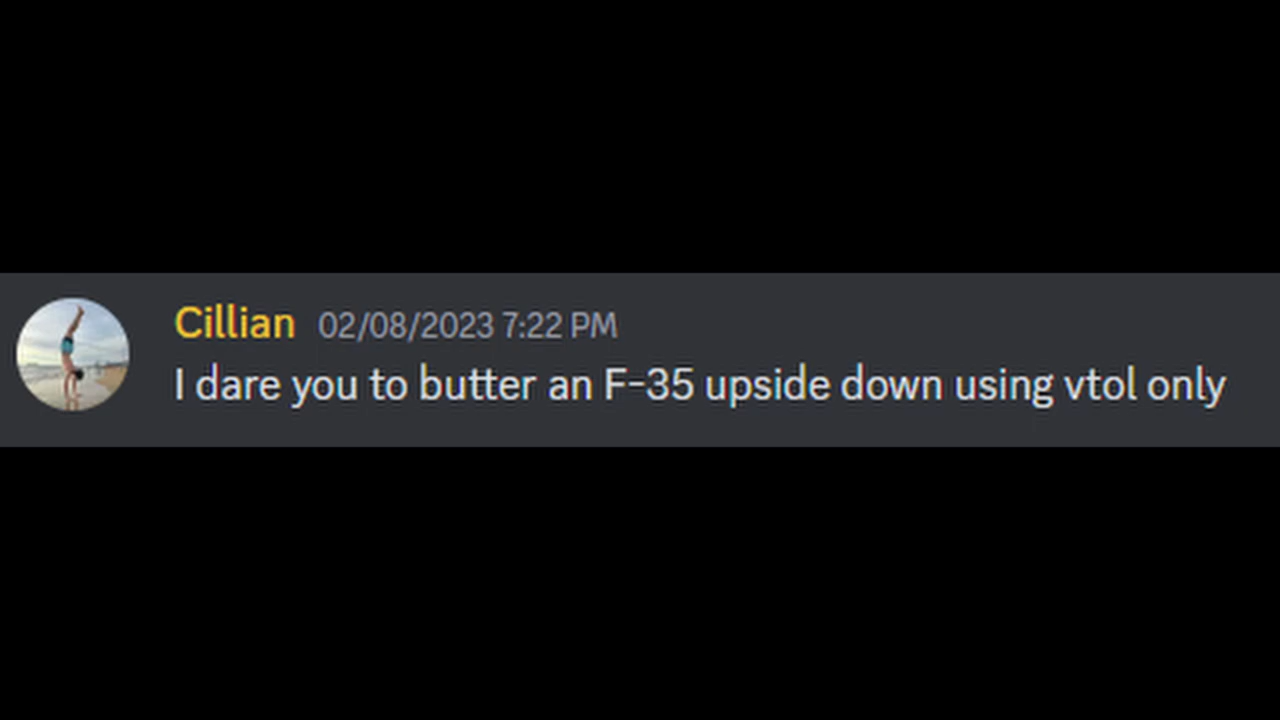 Cillian 02/08/2023 7:22 PM
I dare you to butter an F-35 upside down using vtol only